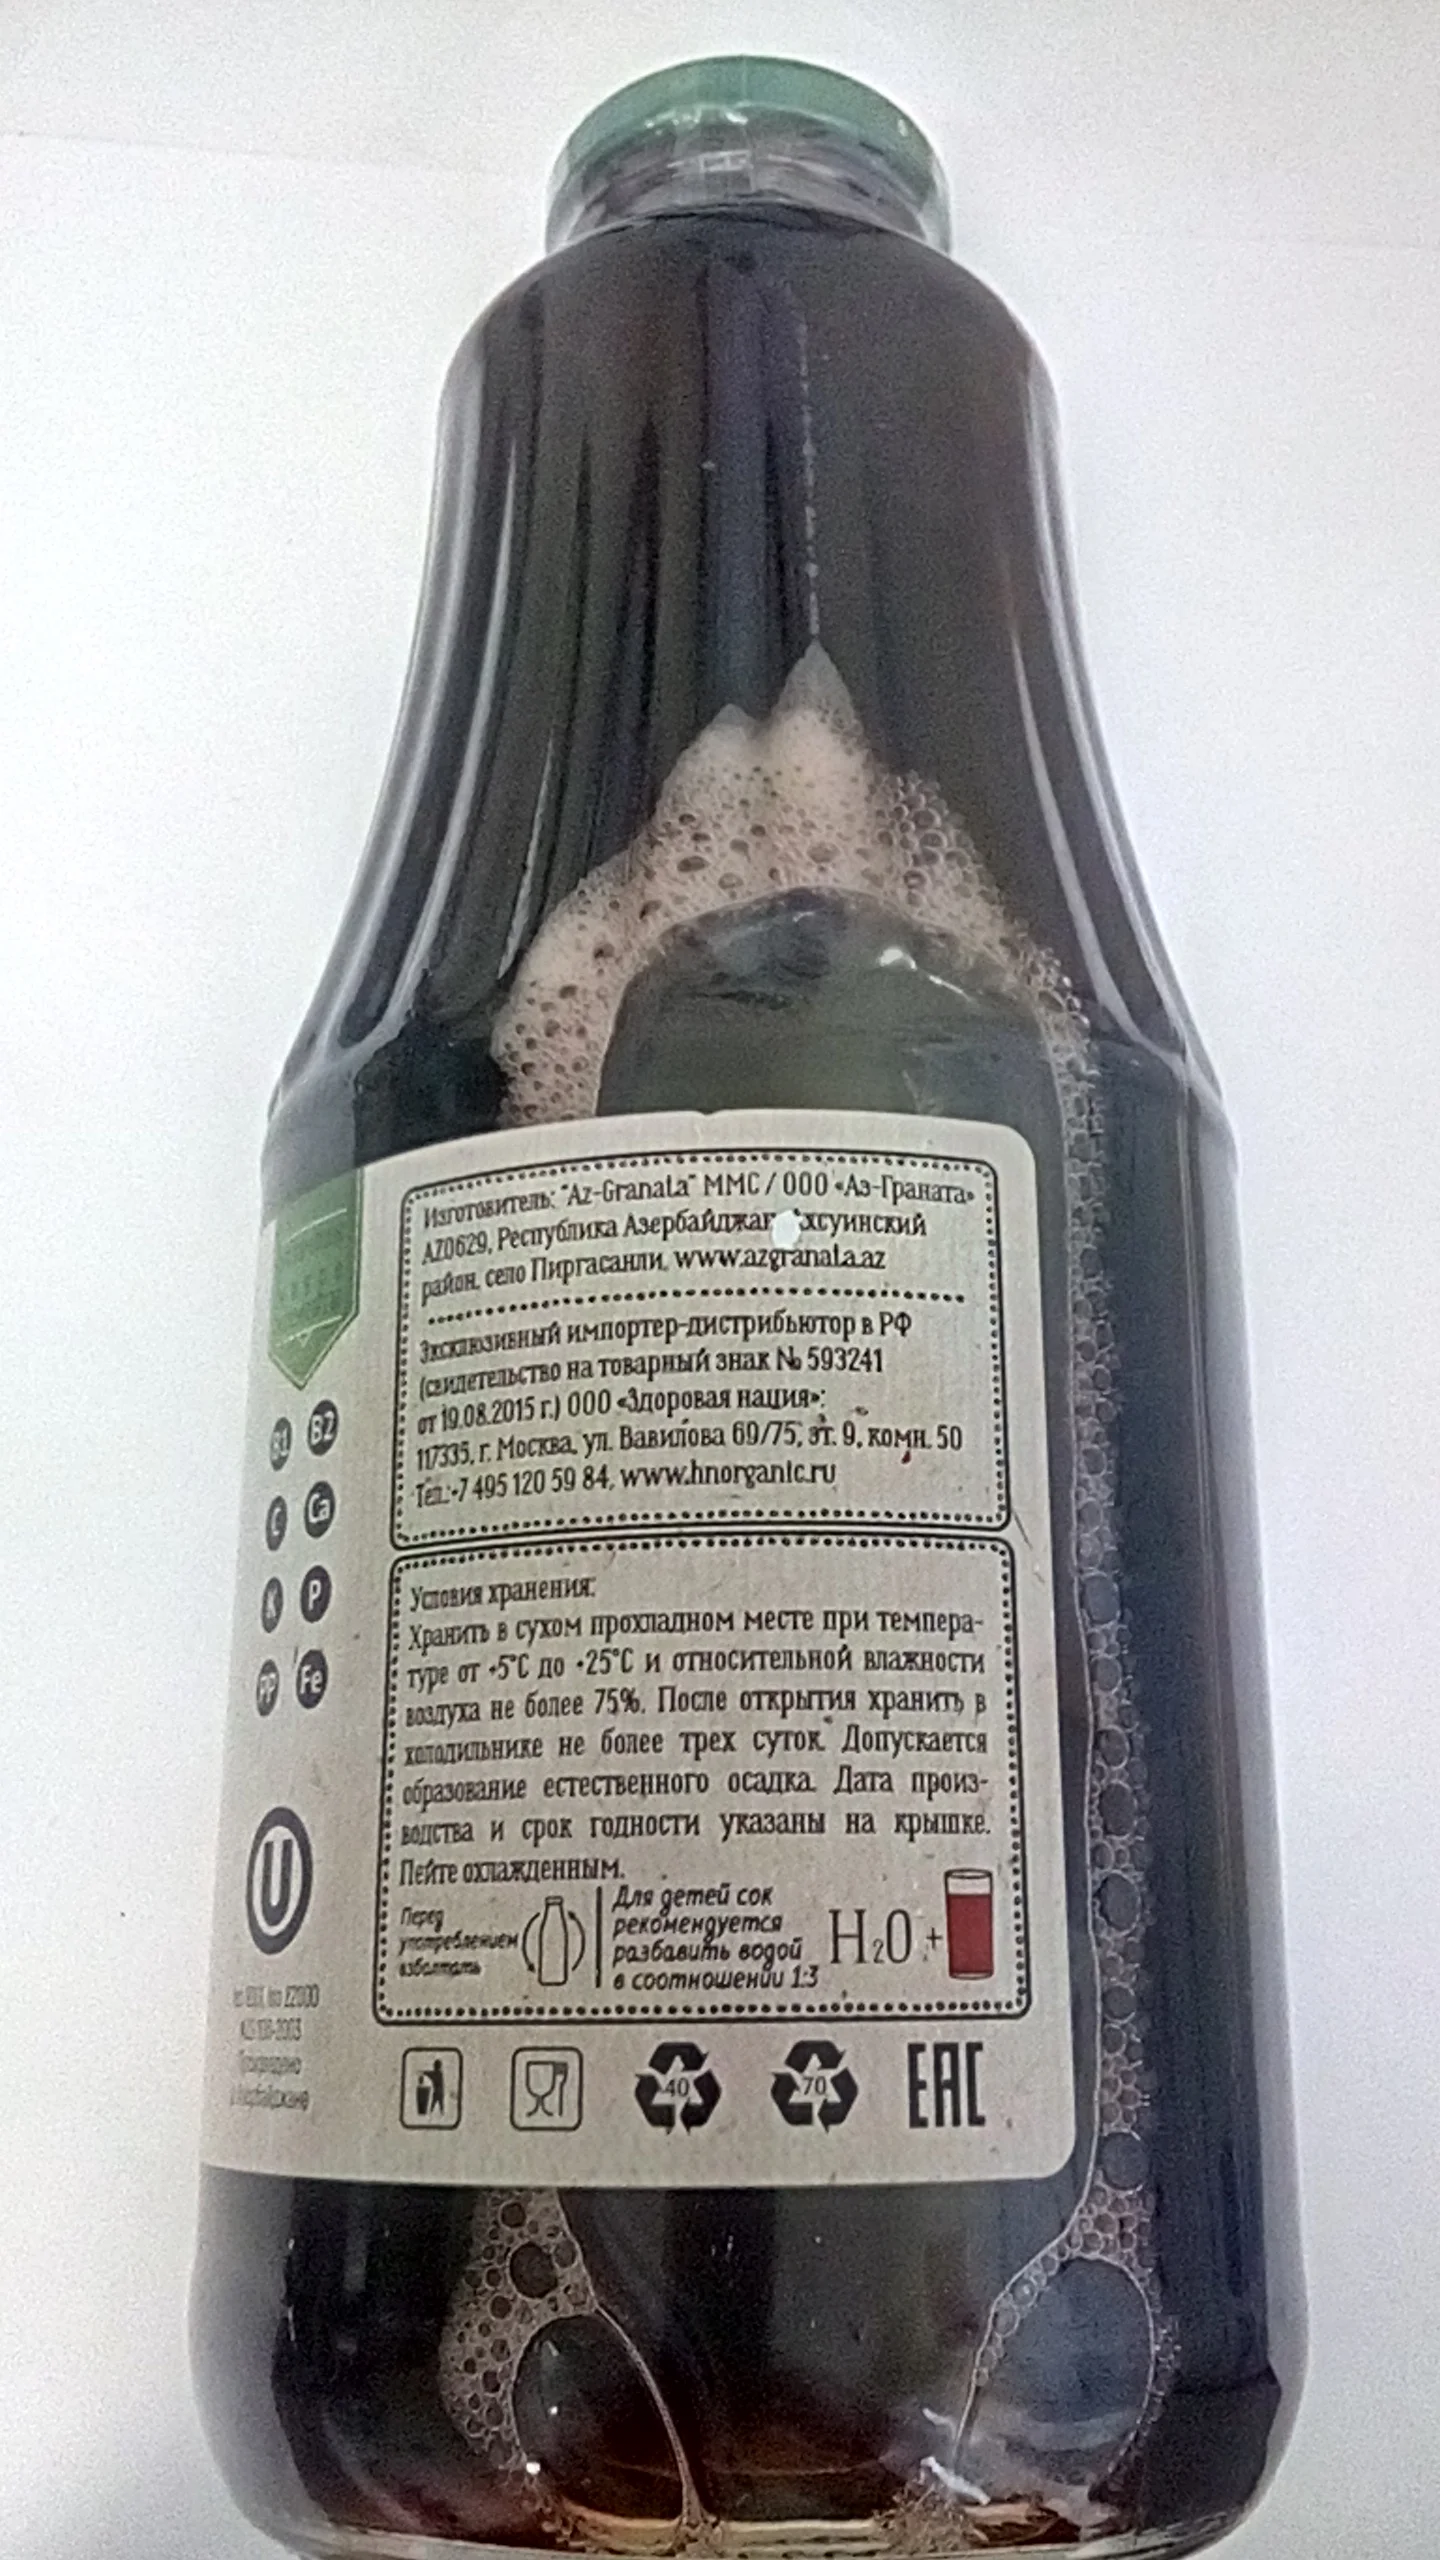 Изготовитель: "Az-Granata" MMC / ООО «Аз-Граната»
AZ0629, Республика Азербайджан
район, село Пиргасанли, www.azgranata.az
Эксклюзивный импортер-дистрибьютор в РФ
(свидетельство на товарный знак № 593241
от 19.08.2015 г.) ООО «Здоровая нация»:
117335, г. Москва, ул. Вавилова 69/75, эт. 9, комн. 50
Тел.:+7 495 120 59 84, www.hnorganic.ru
B1 B2
C Ca
K P
PP Fe
U
22000
Произведено
Азербайджане
Условия хранения:
Хранить в сухом прохладном месте при темпера-
туре от +5°C до +25°C и относительной влажности
воздуха не более 75%. После открытия хранить в
холодильнике не более трех суток. Допускается
образование естественного осадка. Дата произ-
водства и срок годности указаны на крышке.
Пейте охлажденным.
Перед
употреблением
взболтать
Для детей сок
рекомендуется
разбавить водой
в соотношении 1:3
H₂O +
40
70
EAC